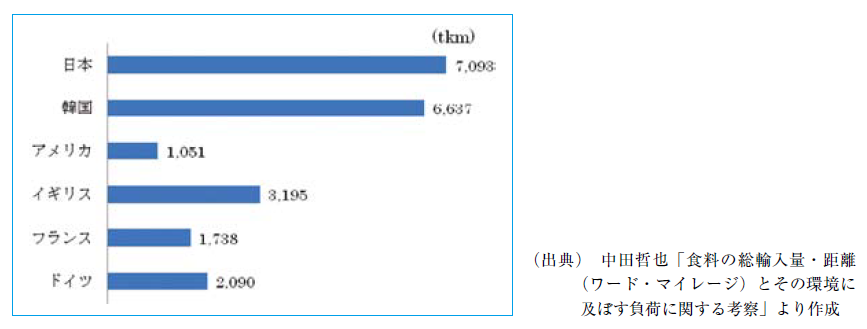 (tkm)
日本 7,093
韓国 6,637
アメリカ 1,051
イギリス 3,195
フランス 1,738
ドイツ 2,090
（出典） 中田哲也「食料の総輸入量・距離
（ワード・マイレージ）とその環境に
及ぼす負荷に関する考察」より作成